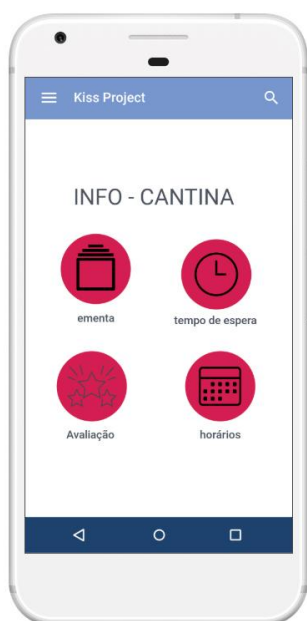 Kiss Project
INFO - CANTINA
ementa
tempo de espera
Avaliação
horários